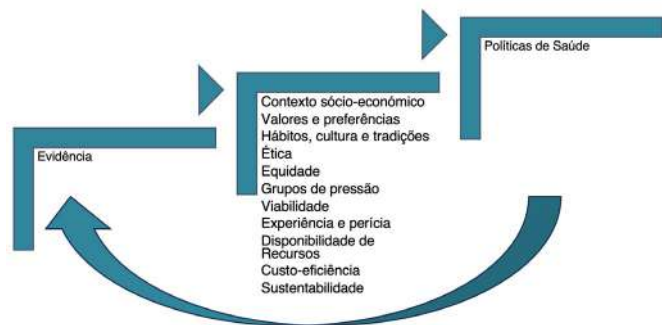 Políticas de Saúde
Contexto sócio-económico
Valores e preferências
Hábitos, cultura e tradições
Evidência
Ética
Equidade
Grupos de pressão
Viabilidade
Experiência e perícia
Disponibilidade de
Recursos
Custo-eficiência
Sustentabilidade